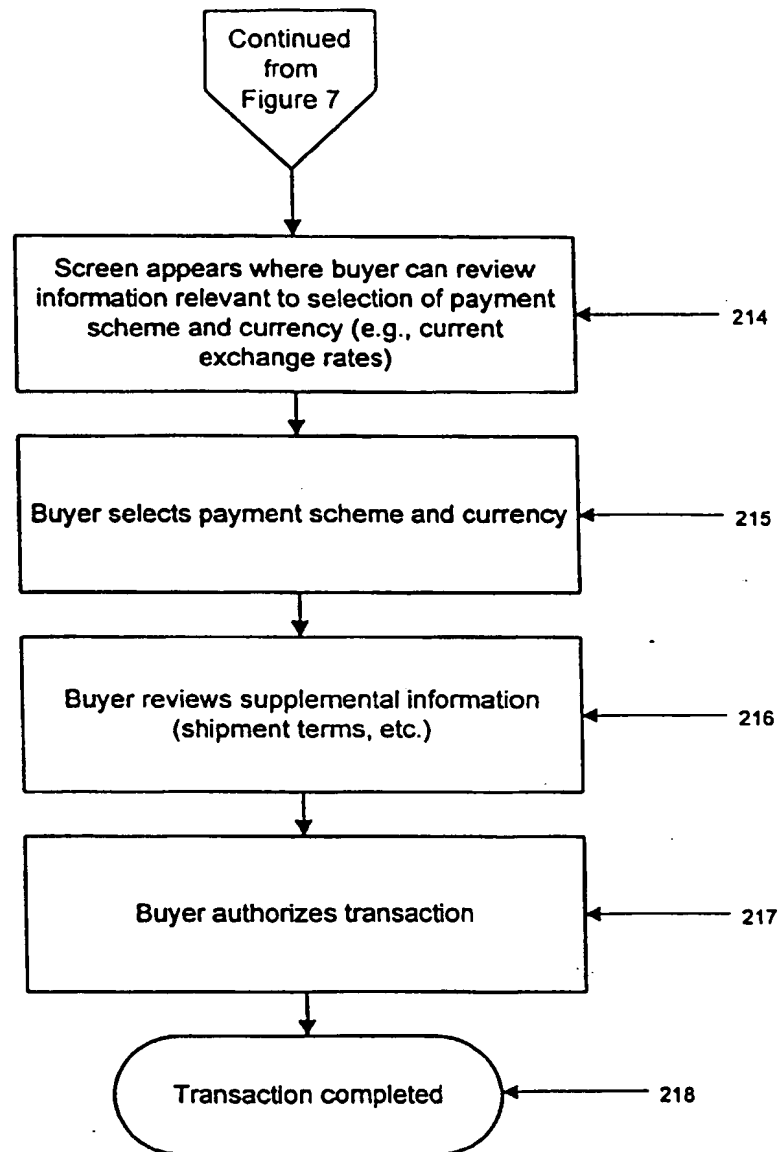 Continued
from
Figure 7
Screen appears where buyer can review
information relevant to selection of payment
scheme and currency (e.g., current
exchange rates)
214
Buyer selects payment scheme and currency
215
Buyer reviews supplemental information
(shipment terms, etc.)
216
Buyer authorizes transaction
217
Transaction completed
218